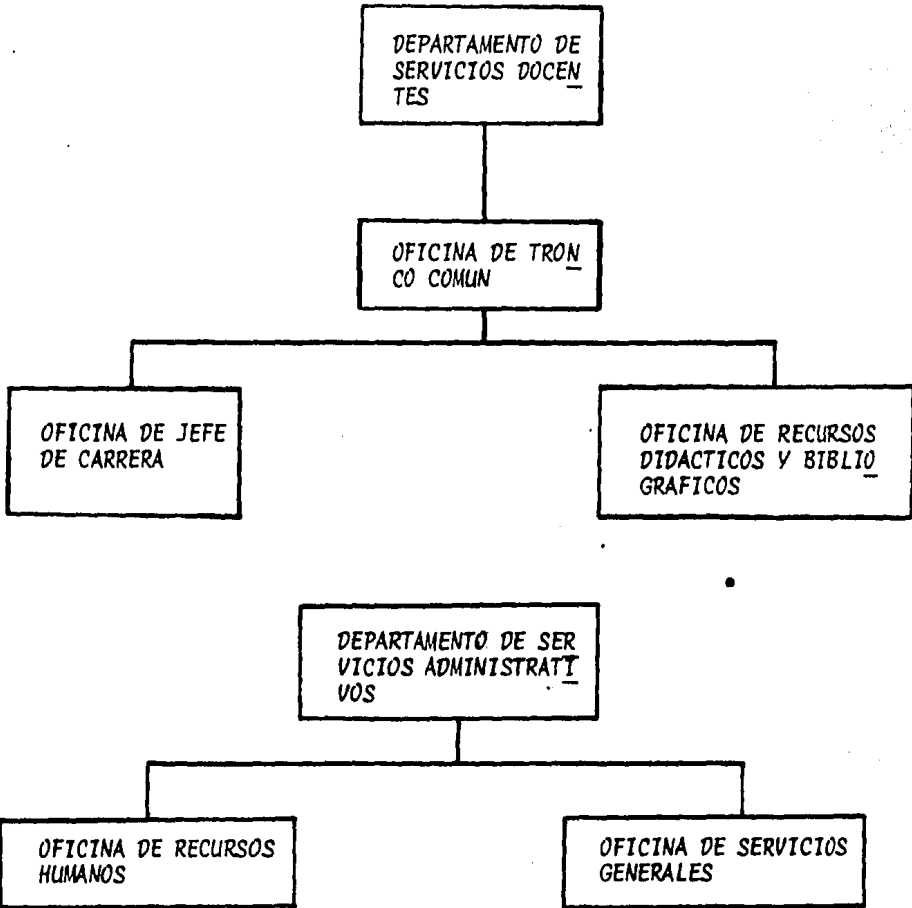 DEPARTAMENTO DE
SERVICIOS DOCEN
TES
OFICINA DE TRON
CO COMUN
OFICINA DE JEFE
DE CARRERA
OFICINA DE RECURSOS
DIDACTICOS Y BIBLIO
GRAFICOS
DEPARTAMENTO DE SER
VICIOS ADMINISTRATI
VOS
OFICINA DE RECURSOS
HUMANOS
OFICINA DE SERVICIOS
GENERALES